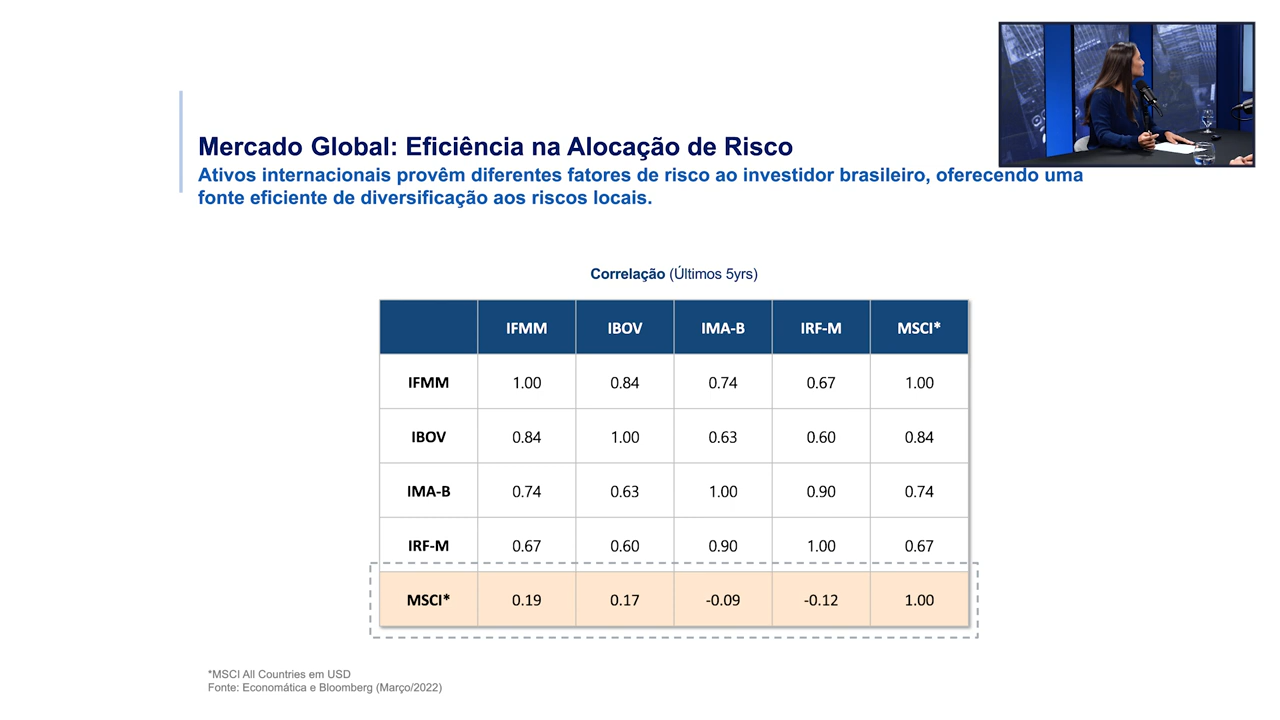 Mercado Global: Eficiência na Alocação de Risco
Ativos internacionais provêm diferentes fatores de risco ao investidor brasileiro, oferecendo uma
fonte eficiente de diversificação aos riscos locais.
Correlação (Últimos 5yrs)
IFMM IBOV IMA-B IRF-M MSCI*
IFMM 1.00 0.84 0.74 0.67 1.00
IBOV 0.84 1.00 0.63 0.60 0.84
IMA-B 0.74 0.63 1.00 0.90 0.74
IRF-M 0.67 0.60 0.90 1.00 0.67
MSCI* 0.19 0.17 -0.09 -0.12 1.00
*MSCI All Countries em USD
Fonte: Economática e Bloomberg (Março/2022)